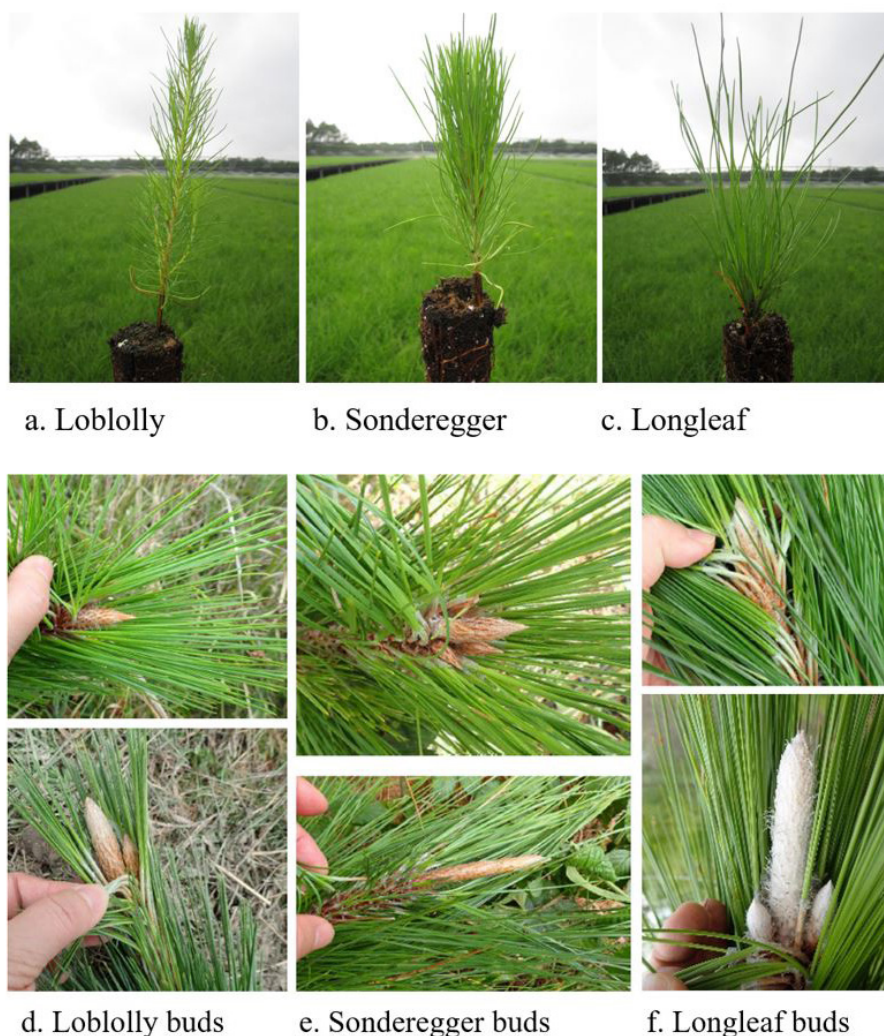 a. Loblolly
b. Sonderegger
c. Longleaf
d. Loblolly buds
e. Sonderegger buds
f. Longleaf buds